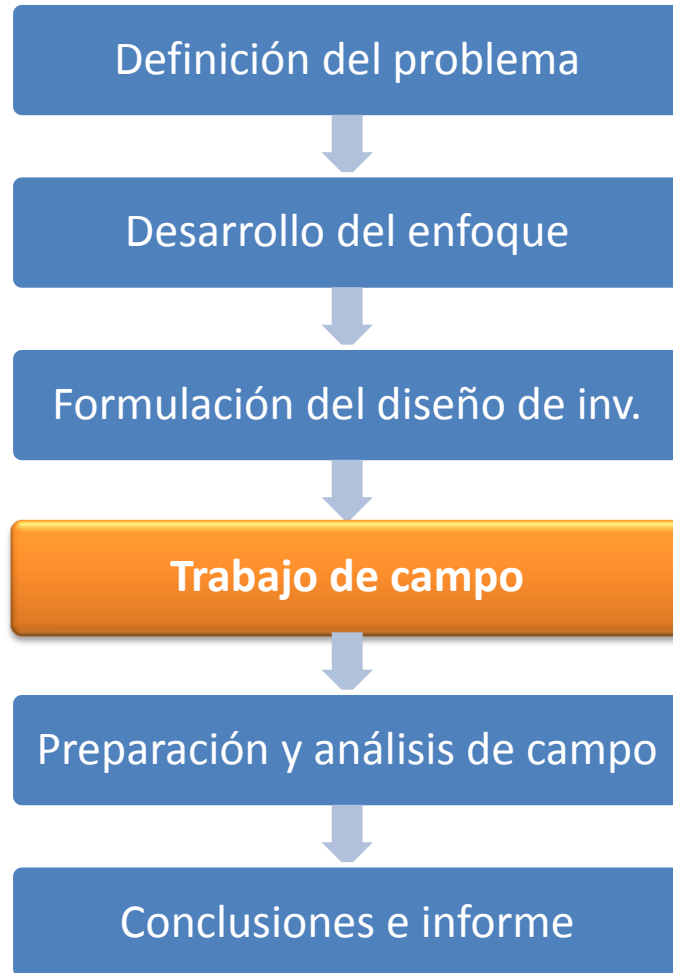 Definición del problema
Desarrollo del enfoque
Formulación del diseño de inv.
Trabajo de campo
Preparación y análisis de campo
Conclusiones e informe